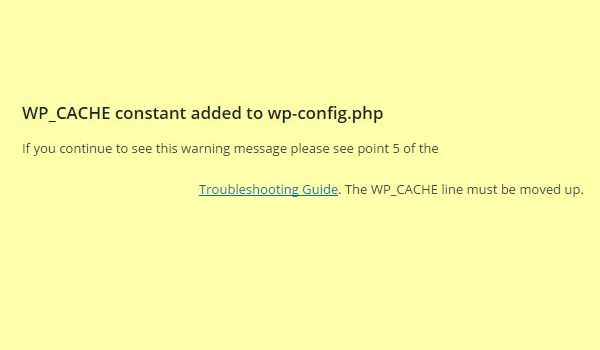 WP_CACHE constant added to wp-config.php
If you continue to see this warning message please see point 5 of the
Troubleshooting Guide. The WP_CACHE line must be moved up.